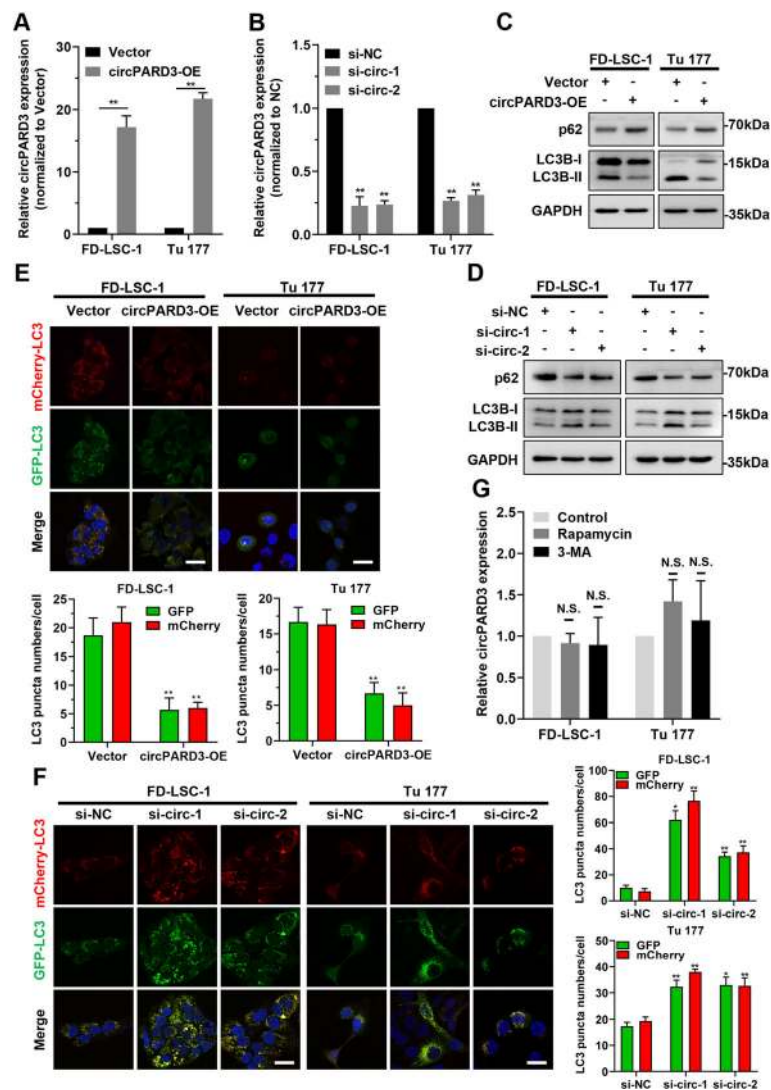 A
Relative circPARD3 expression
(normalized to Vector)
30
20
10
0
Vector
circPARD3-OE
**
**
FD-LSC-1
Tu 177
B
Relative circPARD3 expression
(normalized to NC)
1.5
1.0
0.5
0.0
si-NC
si-circ-1
si-circ-2
** **
** **
FD-LSC-1
Tu 177
C
FD-LSC-1 Tu 177
Vector + - + -
circPARD3-OE - + - +
p62
-70kDa
LC3B-I
-15kDa
LC3B-II
GAPDH
-35kDa
D
FD-LSC-1 Tu 177
si-NC + - - + - -
si-circ-1 - + - - + -
si-circ-2 - - + - - +
p62
-70kDa
LC3B-I
-15kDa
LC3B-II
GAPDH
-35kDa
E
FD-LSC-1 Tu 177
Vector circPARD3-OE Vector circPARD3-OE
mCherry-LC3
GFP-LC3
Merge
FD-LSC-1
LC3 puncta numbers/cell
25
20
15
10
5
0
GFP
mCherry
** **
Vector circPARD3-OE
Tu 177
LC3 puncta numbers/cell
25
20
15
10
5
0
GFP
mCherry
** **
Vector circPARD3-OE
G
Relative circPARD3 expression
2.5
2.0
1.5
1.0
0.5
0.0
Control
Rapamycin
3-MA
N.S. N.S.
N.S. N.S.
FD-LSC-1 Tu 177
F
FD-LSC-1 Tu 177
si-NC si-circ-1 si-circ-2 si-NC si-circ-1 si-circ-2
mCherry-LC3
GFP-LC3
Merge
FD-LSC-1
LC3 puncta numbers/cell
100
80
60
40
20
0
GFP
mCherry
* **
** **
si-NC si-circ-1 si-circ-2
Tu 177
LC3 puncta numbers/cell
50
40
30
20
10
0
GFP
mCherry
** **
* **
si-NC si-circ-1 si-circ-2